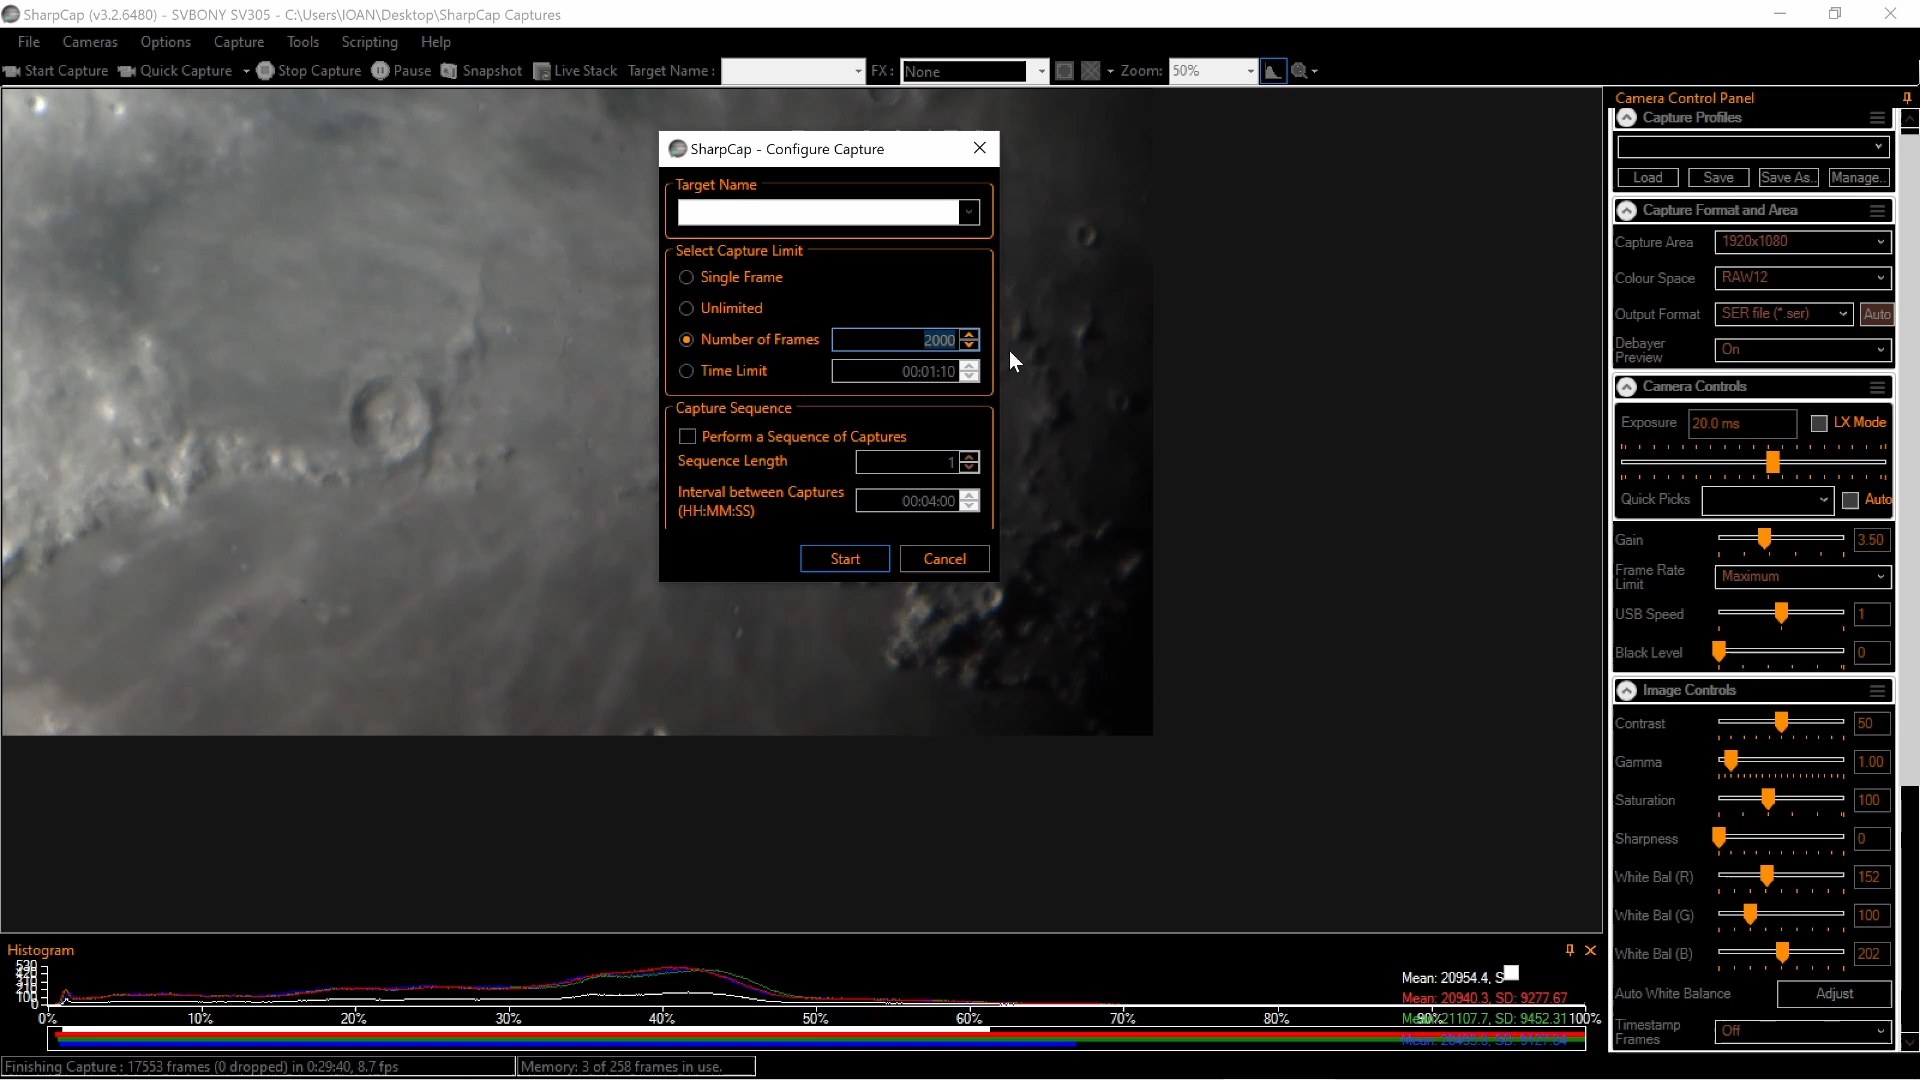 SharpCap (v3.2.6480) - SVBONY SV305 - C:\Users\IOAN\Desktop\SharpCap Captures
File Cameras Options Capture Tools Scripting Help
Start Capture Quick Capture Stop Capture Pause Snapshot Live Stack Target Name : FX : None Zoom: 50%
SharpCap - Configure Capture
Target Name
Select Capture Limit
Single Frame
Unlimited
Number of Frames 2000
Time Limit 00:01:10
Capture Sequence
Perform a Sequence of Captures
Sequence Length 1
Interval between Captures (HH:MM:SS) 00:04:00
Start Cancel
Camera Control Panel
Capture Profiles
Load Save Save As.. Manage..
Capture Format and Area
Capture Area 1920x1080
Colour Space RAW12
Output Format SER file (*.ser) Auto
Debayer Preview On
Camera Controls
Exposure 20.0 ms LX Mode
Quick Picks Auto
Gain 3.50
Frame Rate Limit Maximum
USB Speed 1
Black Level 0
Image Controls
Contrast 50
Gamma 1.00
Saturation 100
Sharpness 0
White Bal (R) 152
White Bal (G) 100
White Bal (B) 202
Auto White Balance Adjust
Timestamp Frames Off
Histogram
Mean: 20954.4, S
Mean: 20940.3, SD: 9277.67
Mean: 21107.7, SD: 9452.31
0% 10% 20% 30% 40% 50% 60% 70% 80% 90% 100%
Finishing Capture : 17553 frames (0 dropped) in 0:29:40, 8.7 fps
Memory: 3 of 258 frames in use.